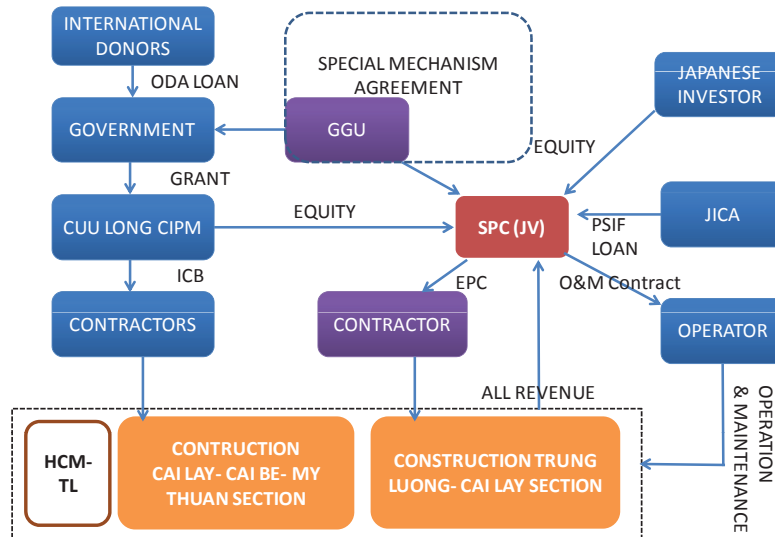 INTERNATIONAL
DONORS
ODA LOAN
SPECIAL MECHANISM
AGREEMENT
JAPANESE
INVESTOR
GOVERNMENT
GGU
EQUITY
GRANT
CUU LONG CIPM
EQUITY
SPC (JV)
PSIF
LOAN
JICA
ICB
EPC
O&M Contract
CONTRACTORS
CONTRACTOR
OPERATOR
ALL REVENUE
OPERATION
& MAINTENANCE
HCM-
TL
CONTRUCTION
CAI LAY- CAI BE- MY
THUAN SECTION
CONSTRUCTION TRUNG
LUONG- CAI LAY SECTION